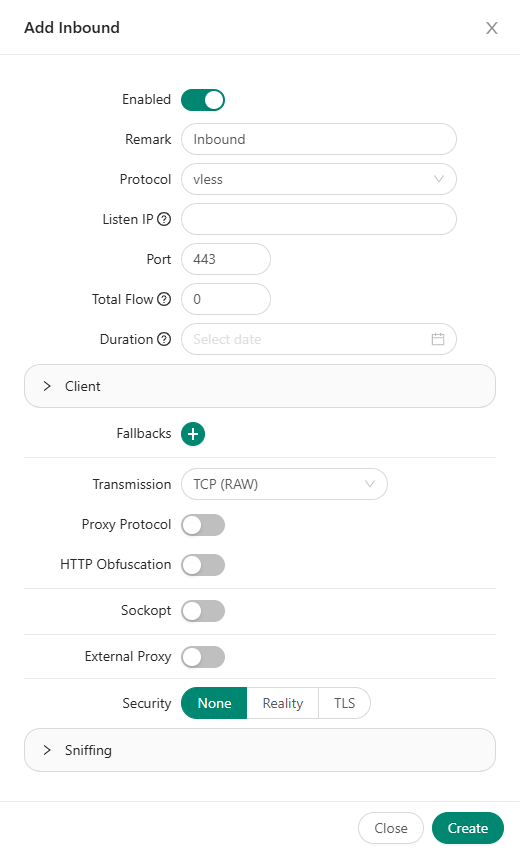 Add Inbound
Enabled
Remark Inbound
Protocol vless
Listen IP
Port 443
Total Flow 0
Duration Select date
Client
Fallbacks
Transmission TCP (RAW)
Proxy Protocol
HTTP Obfuscation
Sockopt
External Proxy
Security None Reality TLS
Sniffing
Close Create